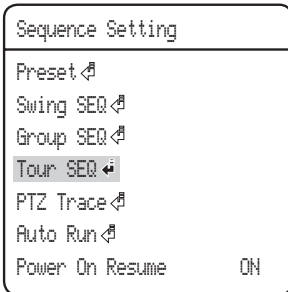 Sequence Setting
Preset
Swing SEQ
Group SEQ
Tour SEQ
PTZ Trace
Auto Run
Power On Resume ON